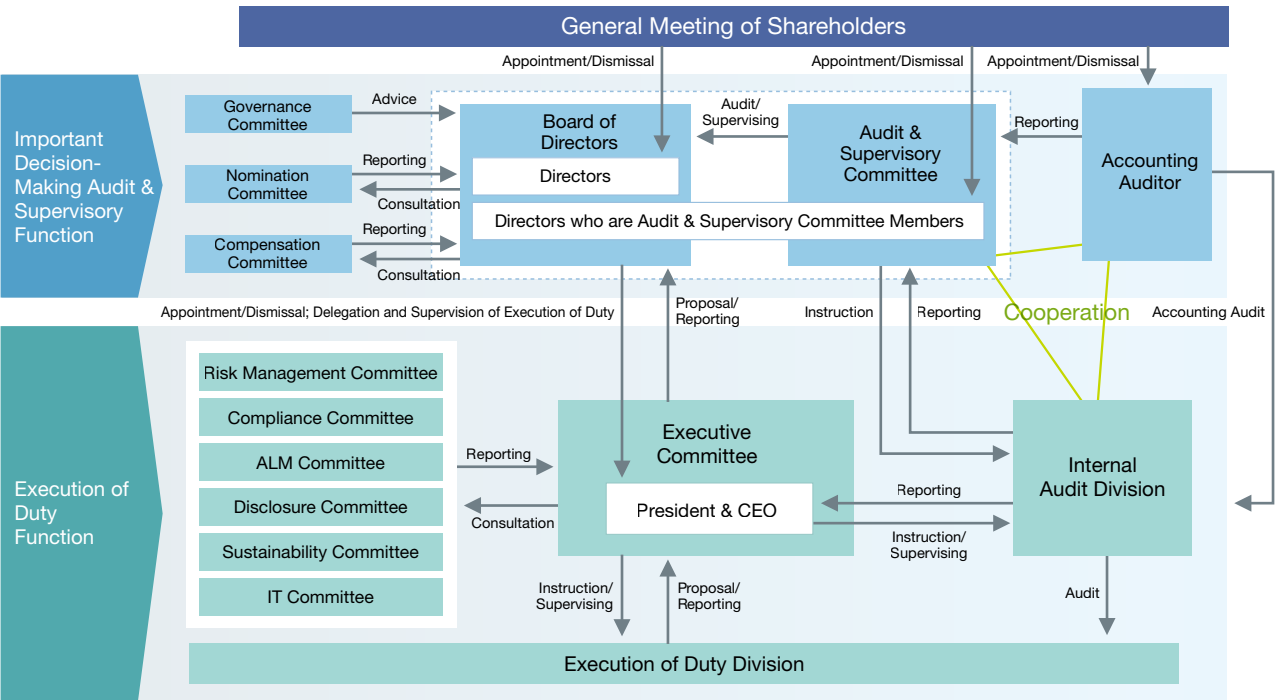 General Meeting of Shareholders
Appointment/Dismissal
Appointment/Dismissal
Appointment/Dismissal
Important
Decision-
Making Audit &
Supervisory
Function
Governance
Committee
Advice
Nomination
Committee
Reporting
Consultation
Compensation
Committee
Reporting
Consultation
Board of
Directors
Directors
Audit/
Supervising
Audit &
Supervisory
Committee
Directors who are Audit & Supervisory Committee Members
Reporting
Accounting
Auditor
Appointment/Dismissal; Delegation and Supervision of Execution of Duty
Proposal/
Reporting
Instruction
Reporting
Cooperation
Accounting Audit
Execution of
Duty
Function
Risk Management Committee
Compliance Committee
ALM Committee
Disclosure Committee
Sustainability Committee
IT Committee
Reporting
Consultation
Executive
Committee
President & CEO
Reporting
Instruction/
Supervising
Internal
Audit Division
Instruction/
Supervising
Proposal/
Reporting
Audit
Execution of Duty Division